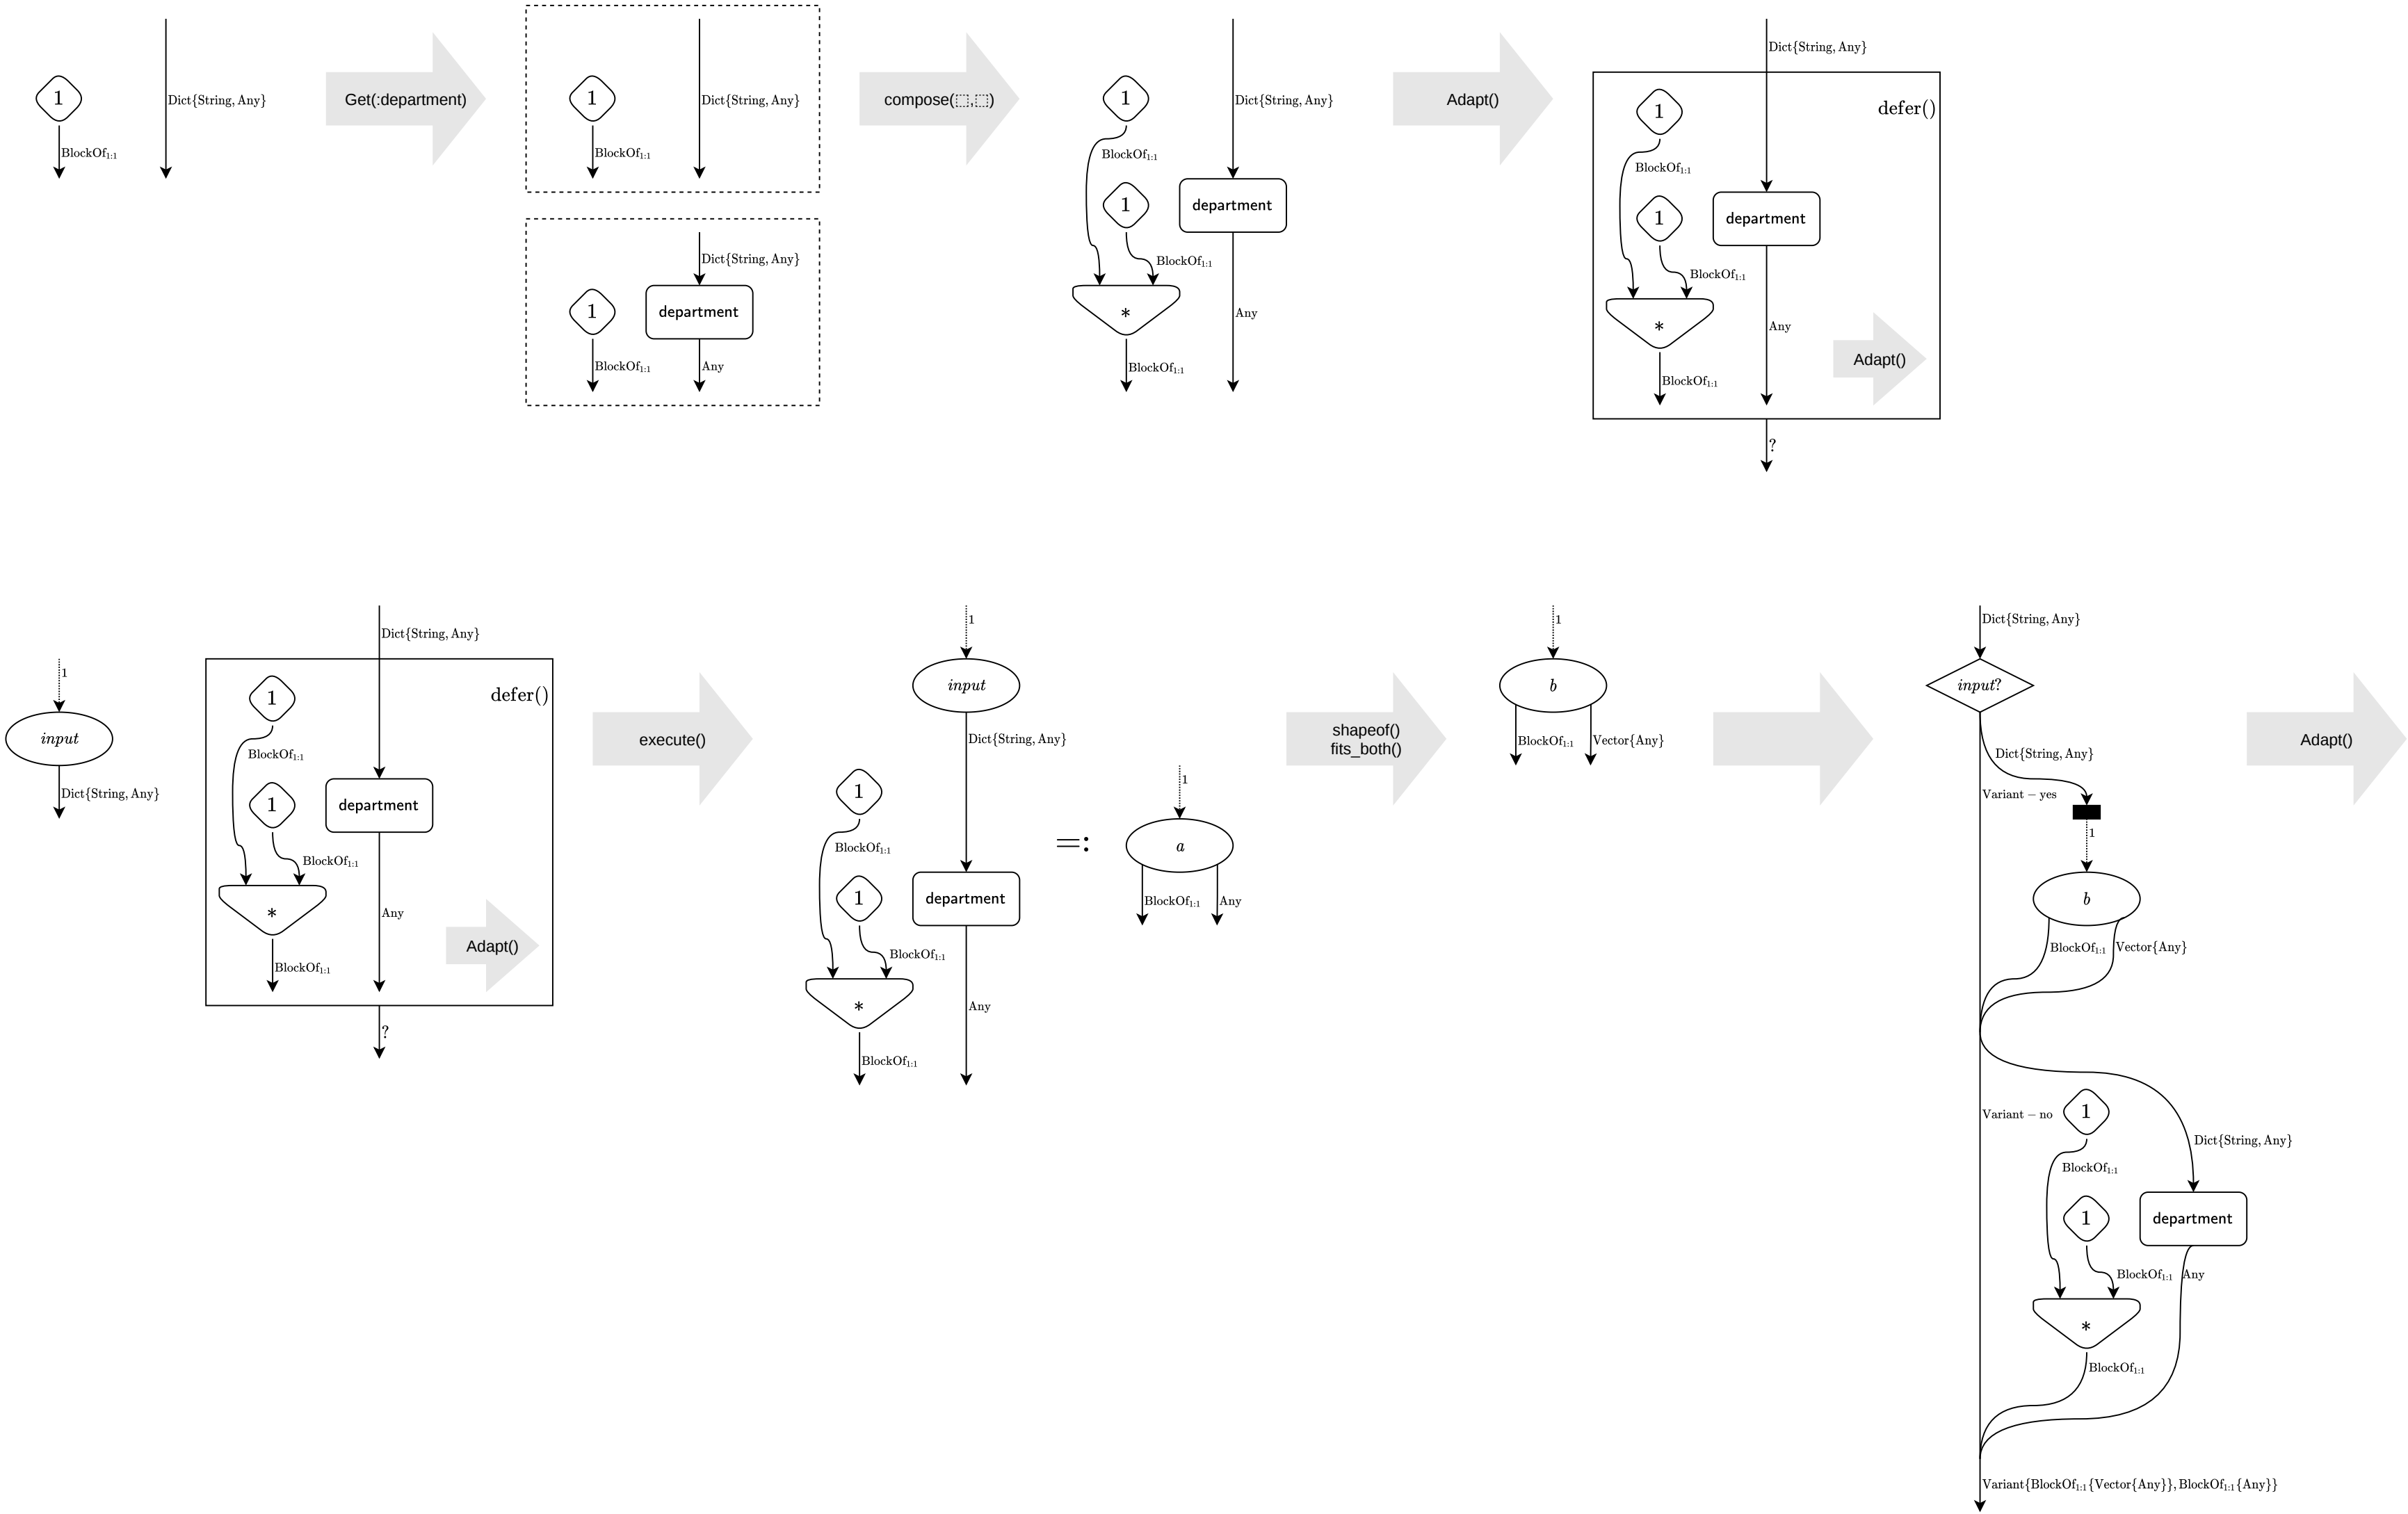 1
BlockOf1:1
Dict{String, Any}
Get(:department)
1
BlockOf1:1
Dict{String, Any}
1
BlockOf1:1
Dict{String, Any}
department
Any
compose(⬚,⬚)
1
BlockOf1:1
1
BlockOf1:1
*
BlockOf1:1
Dict{String, Any}
department
Any
Adapt()
Dict{String, Any}
defer()
1
BlockOf1:1
1
BlockOf1:1
*
BlockOf1:1
department
Any
Adapt()
?
1
input
Dict{String, Any}
Dict{String, Any}
defer()
1
BlockOf1:1
1
BlockOf1:1
*
BlockOf1:1
department
Any
Adapt()
?
execute()
1
input
Dict{String, Any}
1
BlockOf1:1
1
BlockOf1:1
*
BlockOf1:1
department
Any
=:
1
a
BlockOf1:1
Any
shapeof()
fits_both()
1
b
BlockOf1:1
Vector{Any}
Dict{String, Any}
input?
Dict{String, Any}
Variant – yes
1
b
BlockOf1:1
Vector{Any}
Variant – no
1
Dict{String, Any}
BlockOf1:1
1
department
BlockOf1:1
Any
*
BlockOf1:1
Variant{BlockOf1:1{Vector{Any}}, BlockOf1:1{Any}}
Adapt()